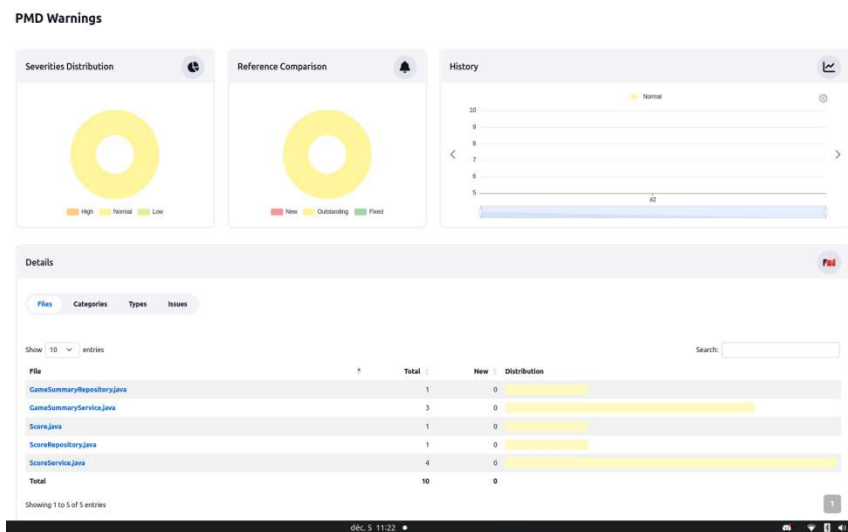 PMD Warnings
Severities Distribution
Reference Comparison
History
High Normal Low
New Outstanding Fixed
Normal
10
9
8
7
6
5
#2
Details
Files Categories Types Issues
Show 10 entries
Search:
File Total New Distribution
GameSummaryRepository.java 1 0
GameSummaryService.java 3 0
Score.java 1 0
ScoreRepository.java 1 0
ScoreService.java 4 0
Total 10 0
Showing 1 to 5 of 5 entries
1
déc. 5 11:22